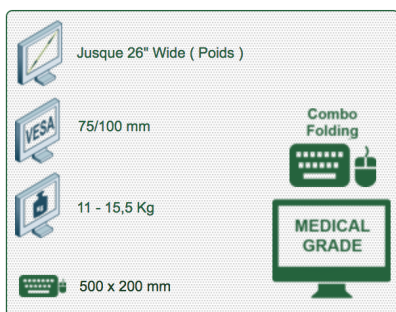 Jusque 26" Wide ( Poids )
VESA
75/100 mm
KG
11 - 15,5 Kg
500 x 200 mm
Combo
Folding
MEDICAL
GRADE